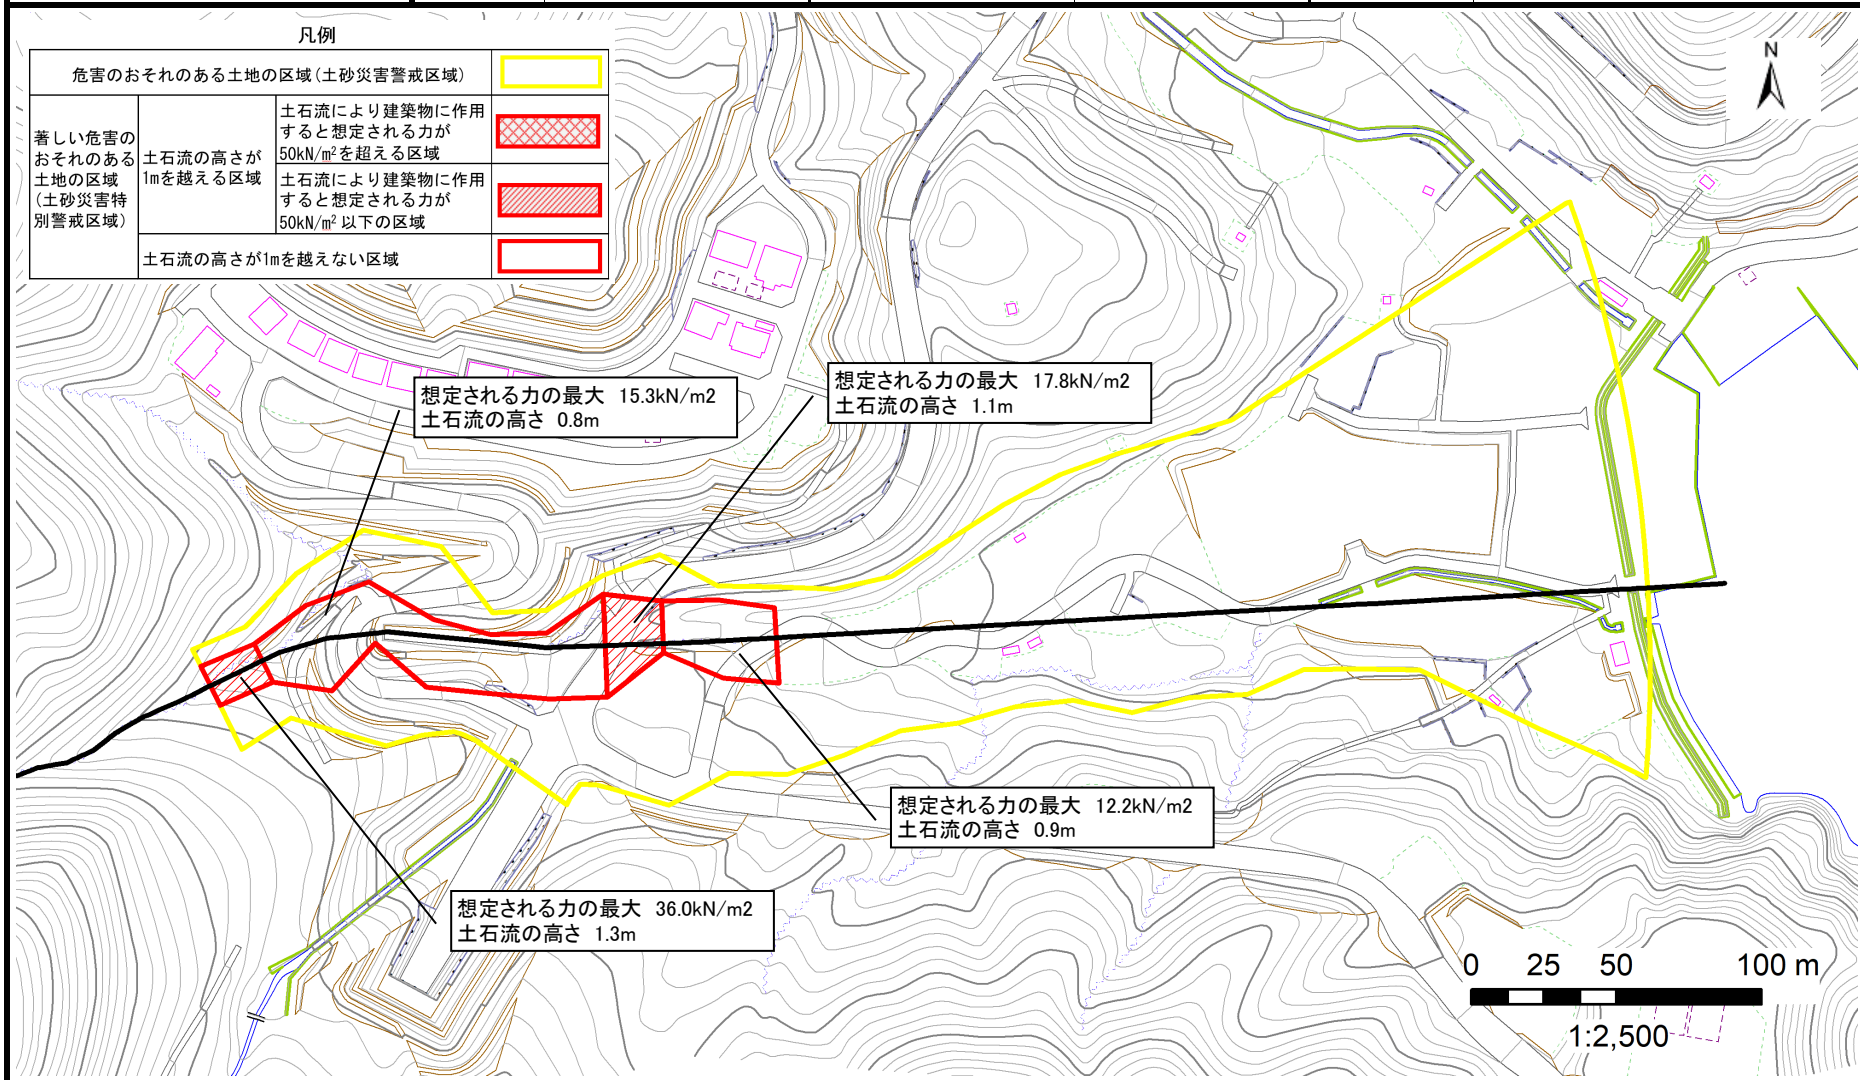 凡例
危害のおそれのある土地の区域(土砂災害警戒区域)
著しい危害の
おそれのある
土地の区域
(土砂災害特
別警戒区域)
土石流の高さが
1mを越える区域
土石流により建築物に作用
すると想定される力が
50kN/m²を超える区域
土石流により建築物に作用
すると想定される力が
50kN/m² 以下の区域
土石流の高さが1mを越えない区域
N
想定される力の最大 15.3kN/m2
土石流の高さ 0.8m
想定される力の最大 17.8kN/m2
土石流の高さ 1.1m
想定される力の最大 12.2kN/m2
土石流の高さ 0.9m
想定される力の最大 36.0kN/m2
土石流の高さ 1.3m
0 25 50 100 m
1:2,500